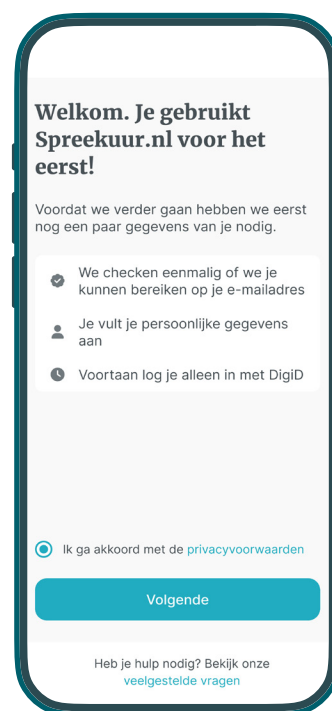 Welkom. Je gebruikt
Spreekuur.nl voor het
eerst!
Voordat we verder gaan hebben we eerst
nog een paar gegevens van je nodig.
We checken eenmalig of we je
kunnen bereiken op je e-mailadres
Je vult je persoonlijke gegevens
aan
Voortaan log je alleen in met DigiD
Ik ga akkoord met de privacyvoorwaarden
Volgende
Heb je hulp nodig? Bekijk onze
veelgestelde vragen